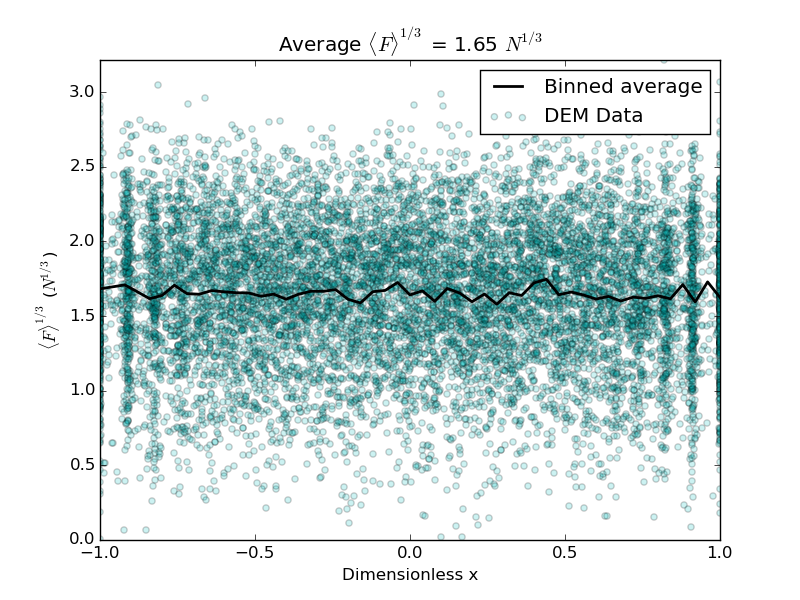 Average ⟨F⟩^1/3 = 1.65 N^1/3
Binned average
DEM Data
⟨F⟩^1/3 (N^1/3)
3.0
2.5
2.0
1.5
1.0
0.5
0.0
−1.0 −0.5 0.0 0.5 1.0
Dimensionless x